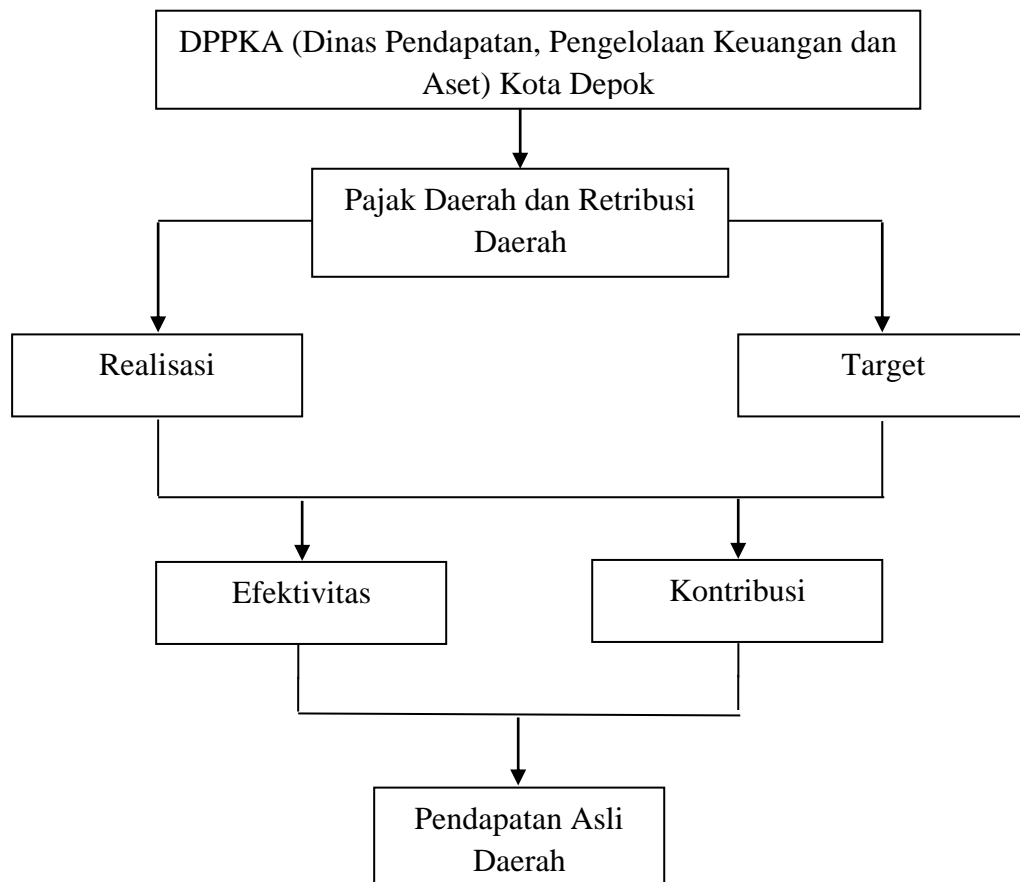 DPPKA (Dinas Pendapatan, Pengelolaan Keuangan dan
Aset) Kota Depok
Pajak Daerah dan Retribusi
Daerah
Realisasi
Target
Efektivitas
Kontribusi
Pendapatan Asli
Daerah